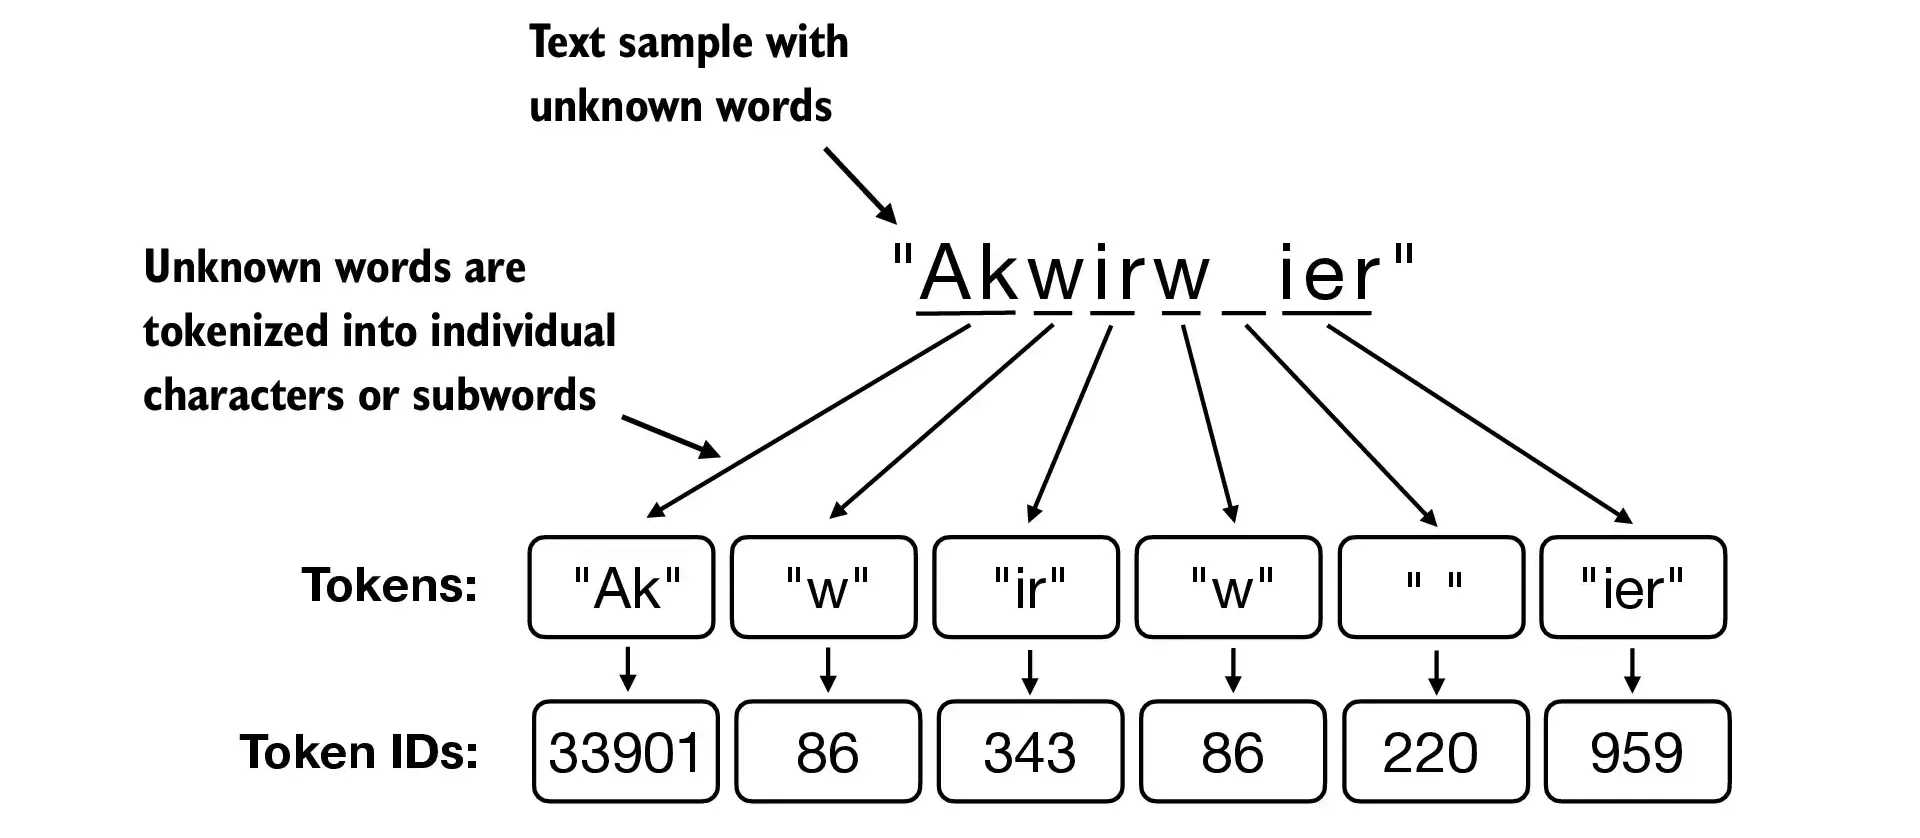 Text sample with
unknown words
"Akwirw ier"
Unknown words are
tokenized into individual
characters or subwords
Tokens: "Ak" "w" "ir" "w" " " "ier"
Token IDs: 33901 86 343 86 220 959